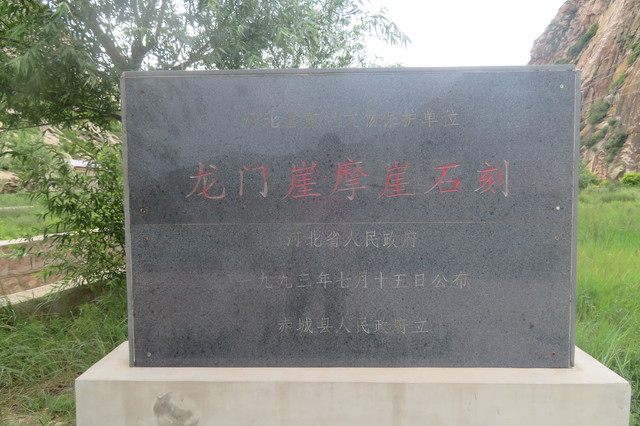 河北省重点文物保护单位
龙门崖摩崖石刻
河北省人民政府
一九九三年七月十五日公布
赤城县人民政府立